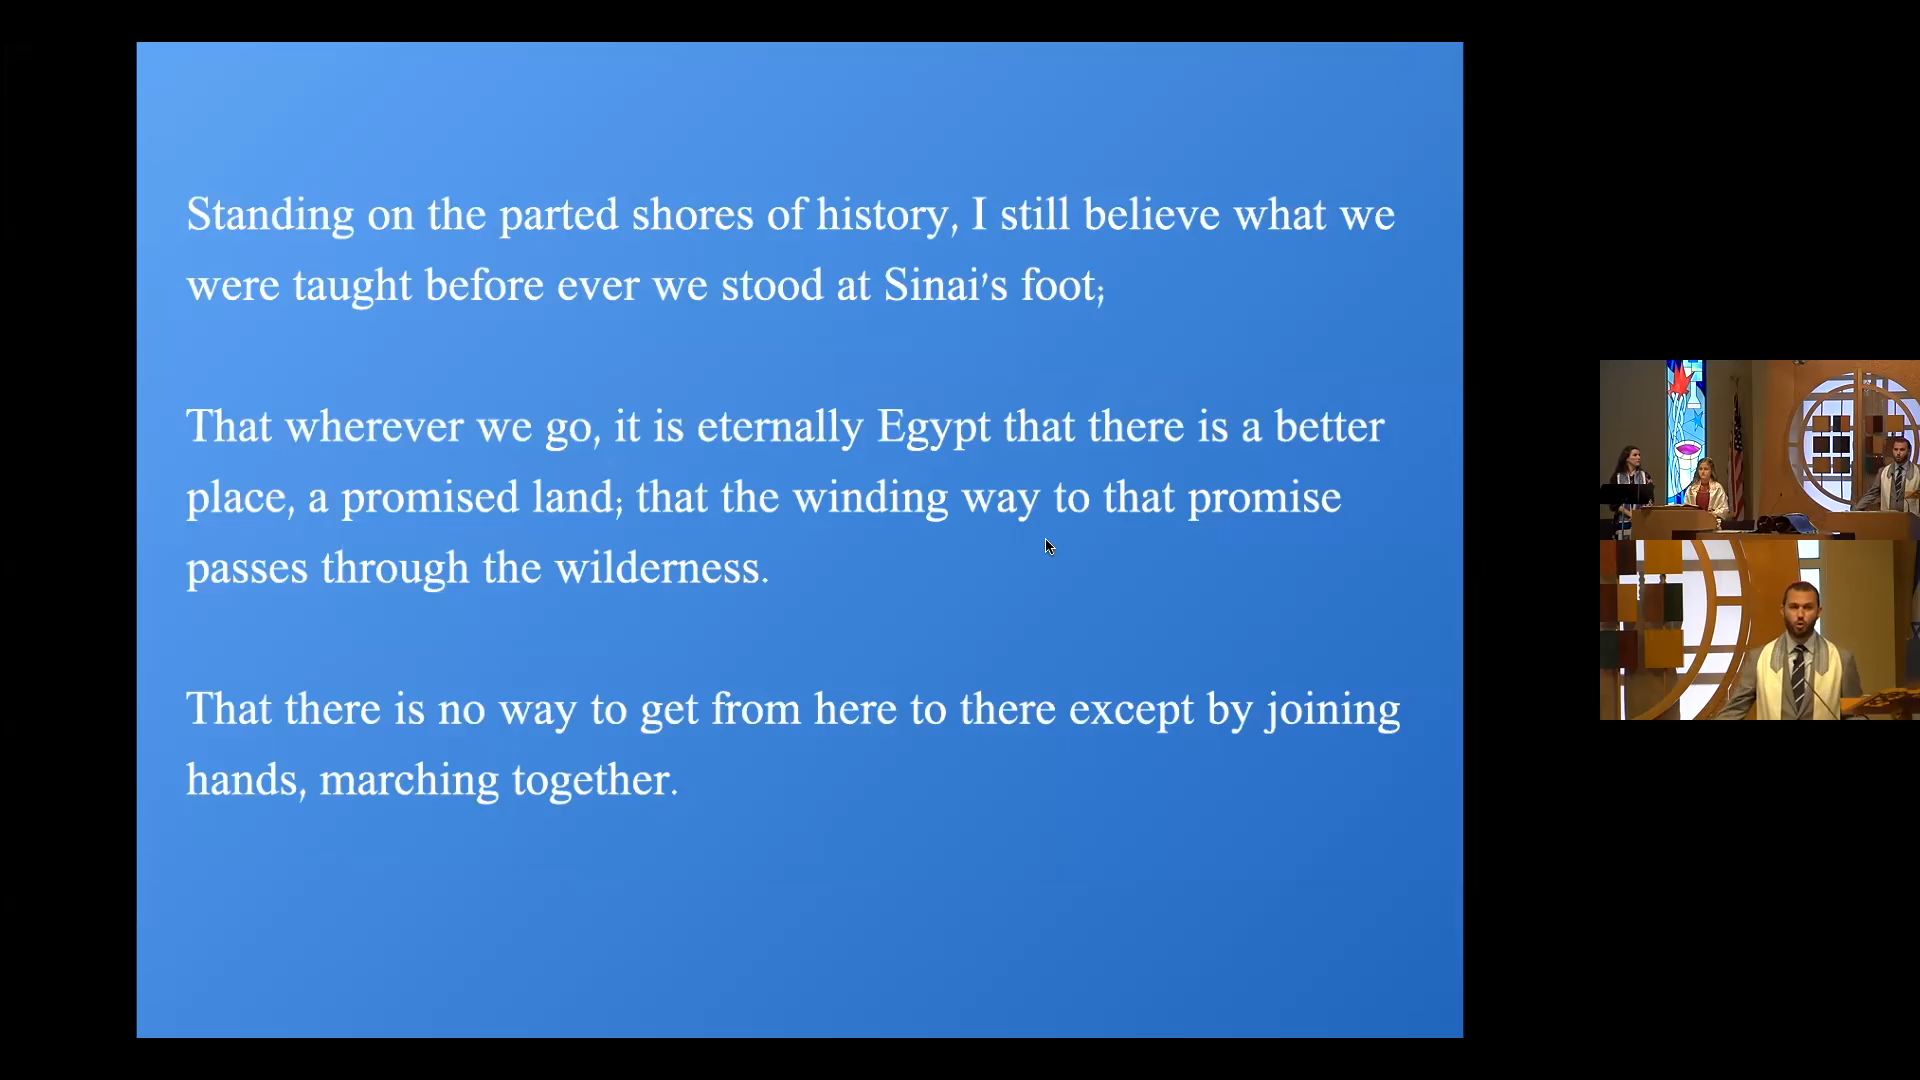 Standing on the parted shores of history, I still believe what we
were taught before ever we stood at Sinai's foot;
That wherever we go, it is eternally Egypt that there is a better
place, a promised land; that the winding way to that promise
passes through the wilderness.
That there is no way to get from here to there except by joining
hands, marching together.